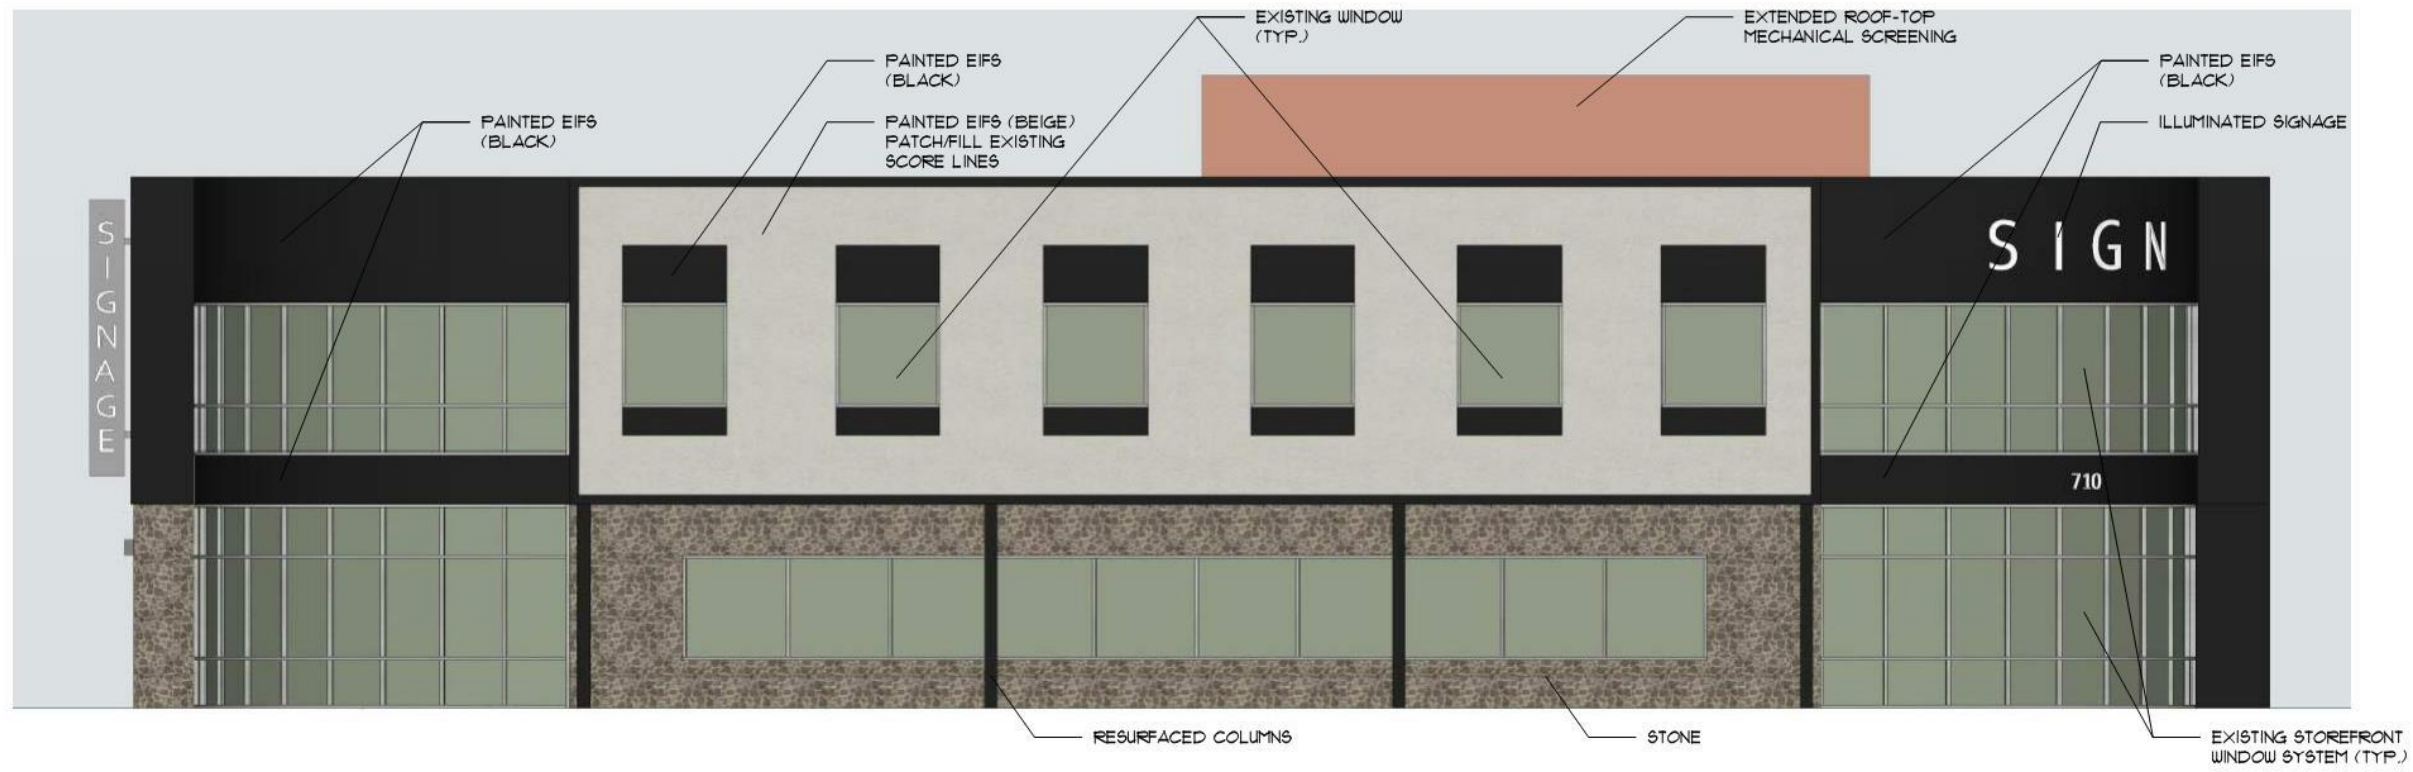 EXISTING WINDOW
(TYP.)
EXTENDED ROOF-TOP
MECHANICAL SCREENING
PAINTED EIFS
(BLACK)
PAINTED EIFS
(BLACK)
PAINTED EIFS
(BLACK)
PAINTED EIFS (BEIGE)
PATCH/FILL EXISTING
SCORE LINES
ILLUMINATED SIGNAGE
SIGNAGE
SIGN
710
RESURFACED COLUMNS
STONE
EXISTING STOREFRONT
WINDOW SYSTEM (TYP.)